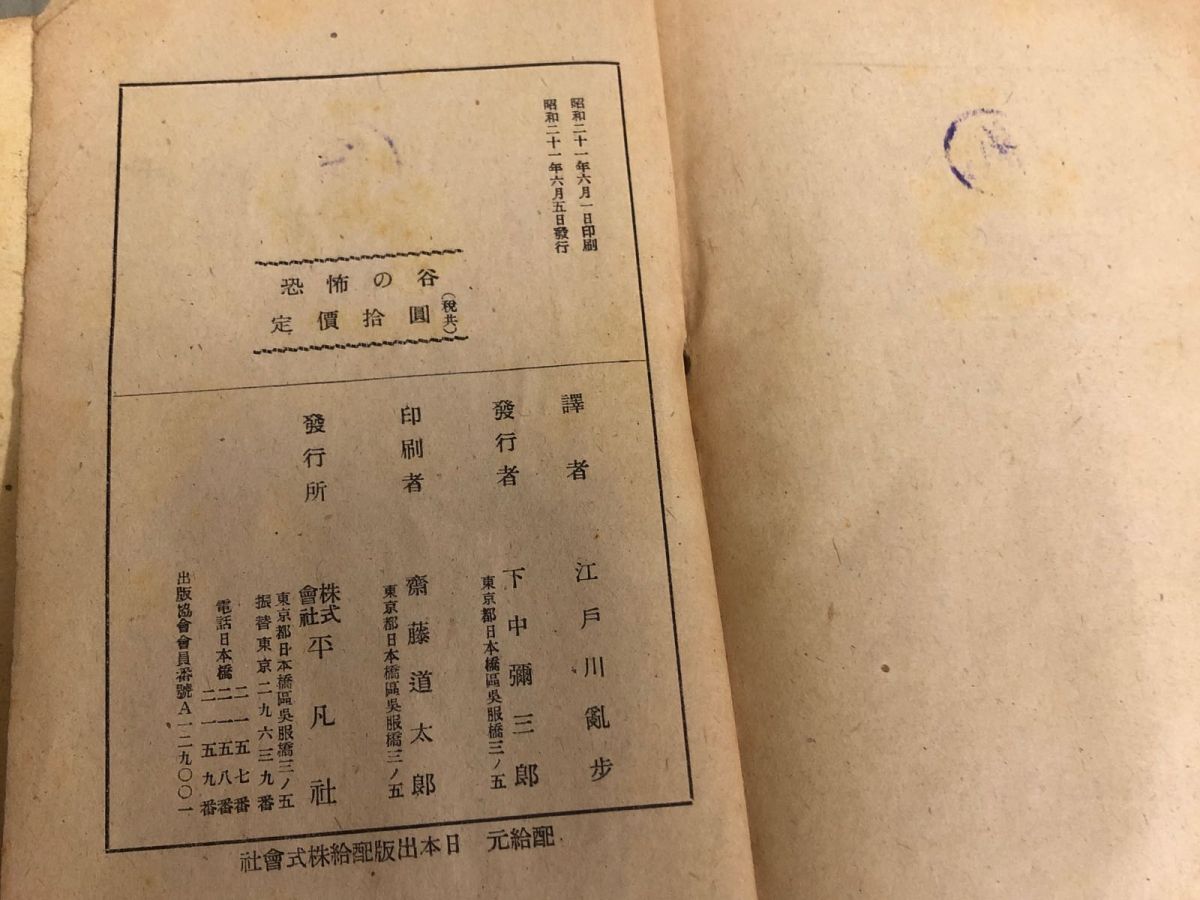 昭和二十一年六月一日印刷
昭和二十一年六月五日發行
恐怖の谷
定價拾圓（稅共）
譯者 江戶川亂步
發行者 下中彌三郎
東京都日本橋區吳服橋三ノ五
印刷者 齋藤道太郎
東京都日本橋區吳服橋三ノ五
發行所 株式會社平凡社
東京都日本橋區吳服橋三ノ五
振替東京二九六三九番
電話日本橋 二一五七番
二一五八番
二一五九番
出版協會會員番號A一二九〇〇一
配給元 日本出版配給株式會社